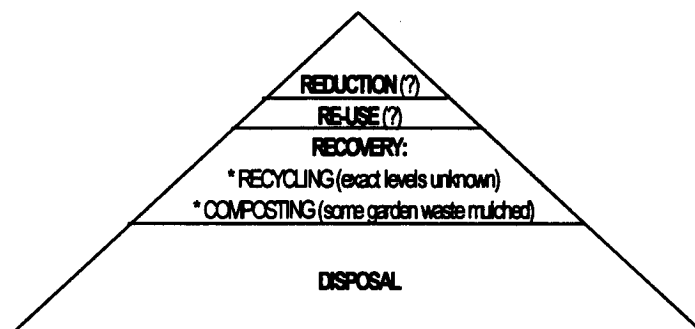 REDUCTION (?)
RE-USE (?)
RECOVERY:
* RECYCLING (exact levels unknown)
* COMPOSTING (some garden waste mulched)
DISPOSAL